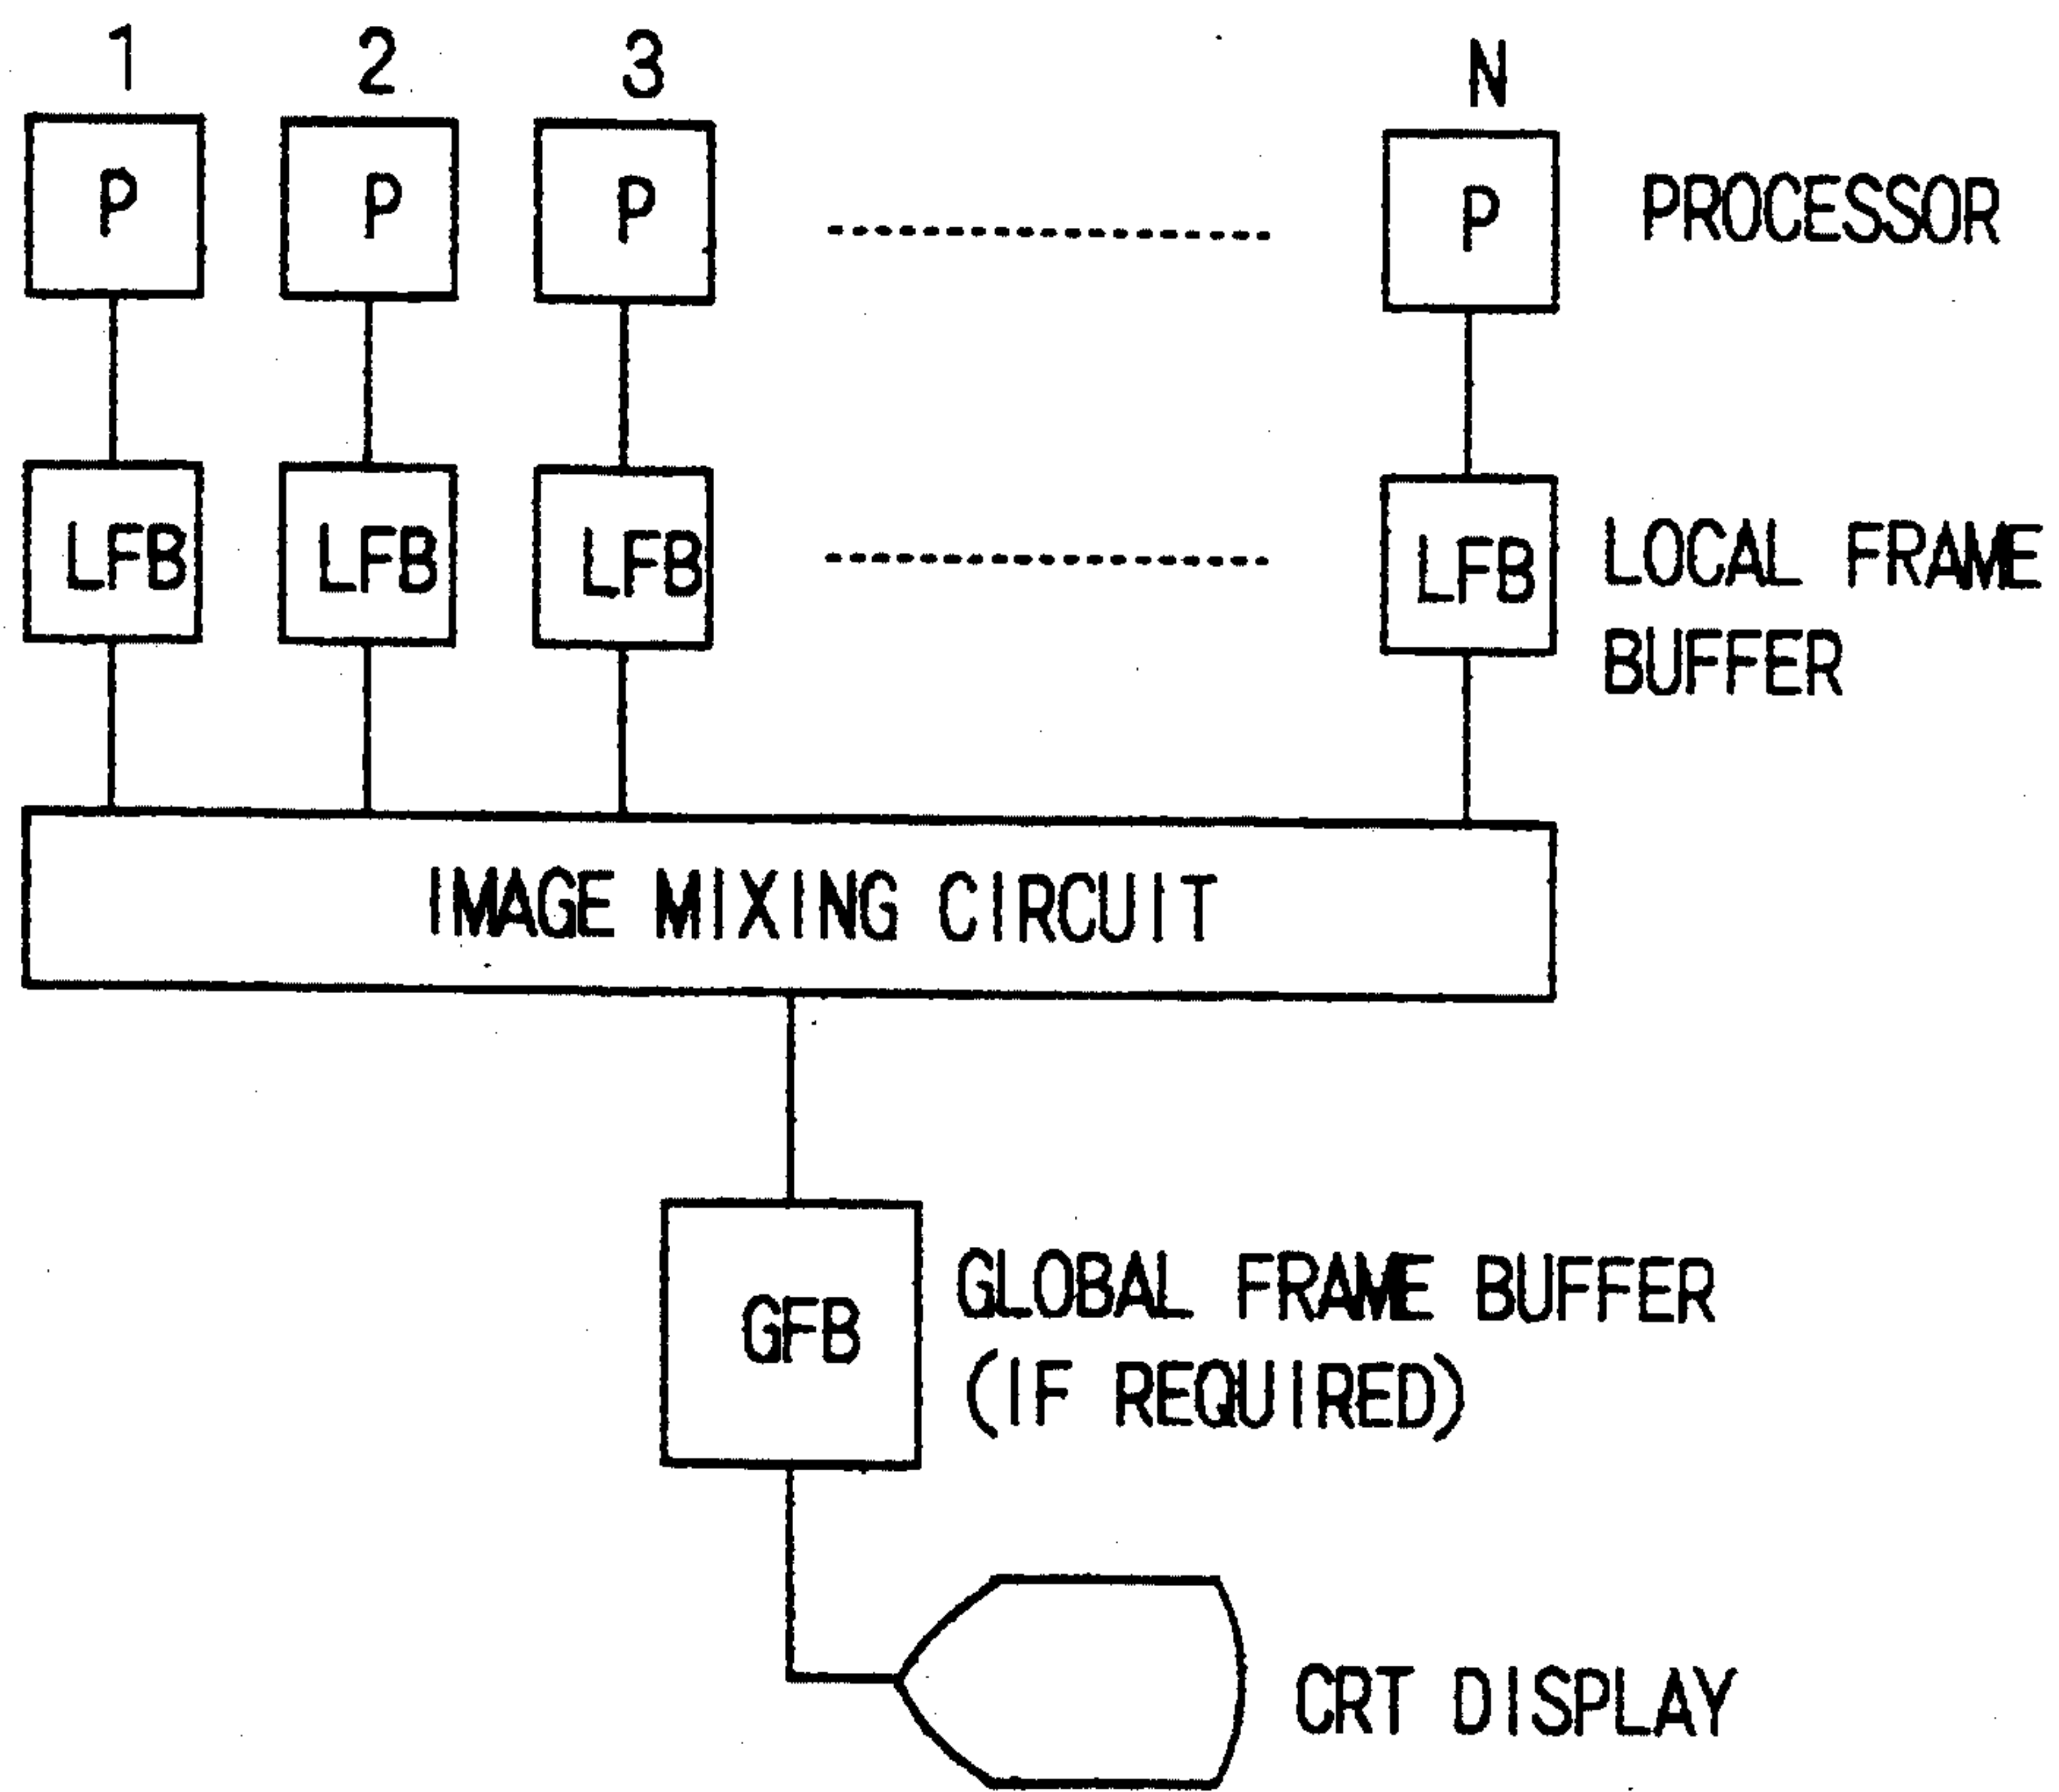 1 2 3 N
P P P P PROCESSOR
LFB LFB LFB LFB LOCAL FRAME
BUFFER
IMAGE MIXING CIRCUIT
GFB GLOBAL FRAME BUFFER
(IF REQUIRED)
CRT DISPLAY